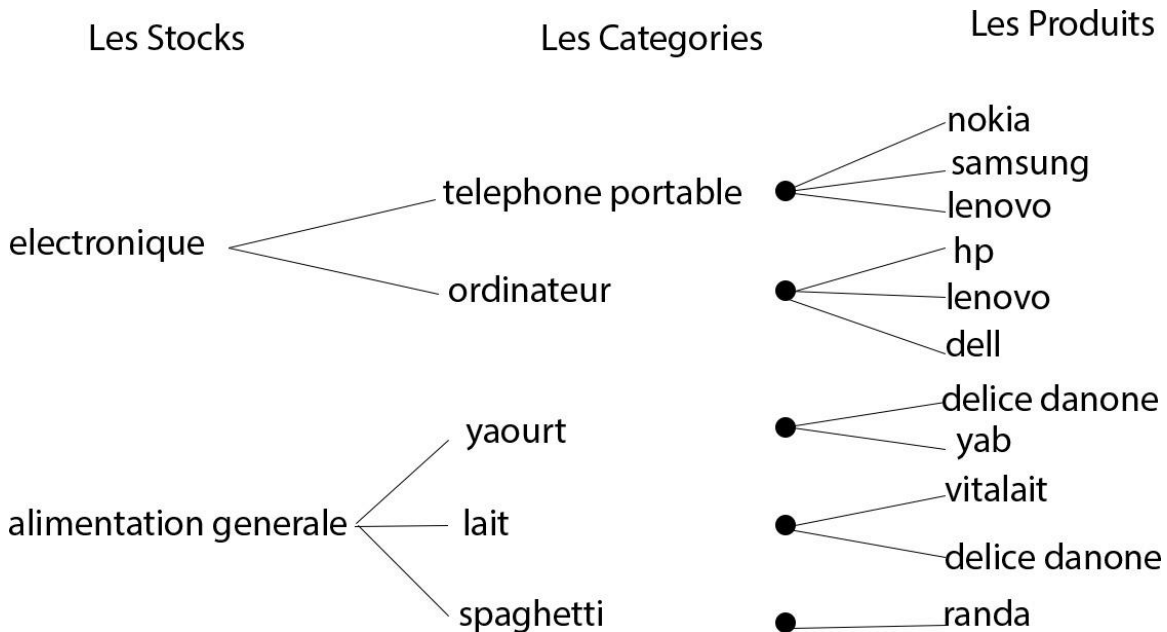 Les Stocks
Les Categories
Les Produits
nokia
samsung
telephone portable
lenovo
electronique
hp
ordinateur
lenovo
dell
delice danone
yaourt
yab
vitalait
alimentation generale
lait
delice danone
spaghetti
randa